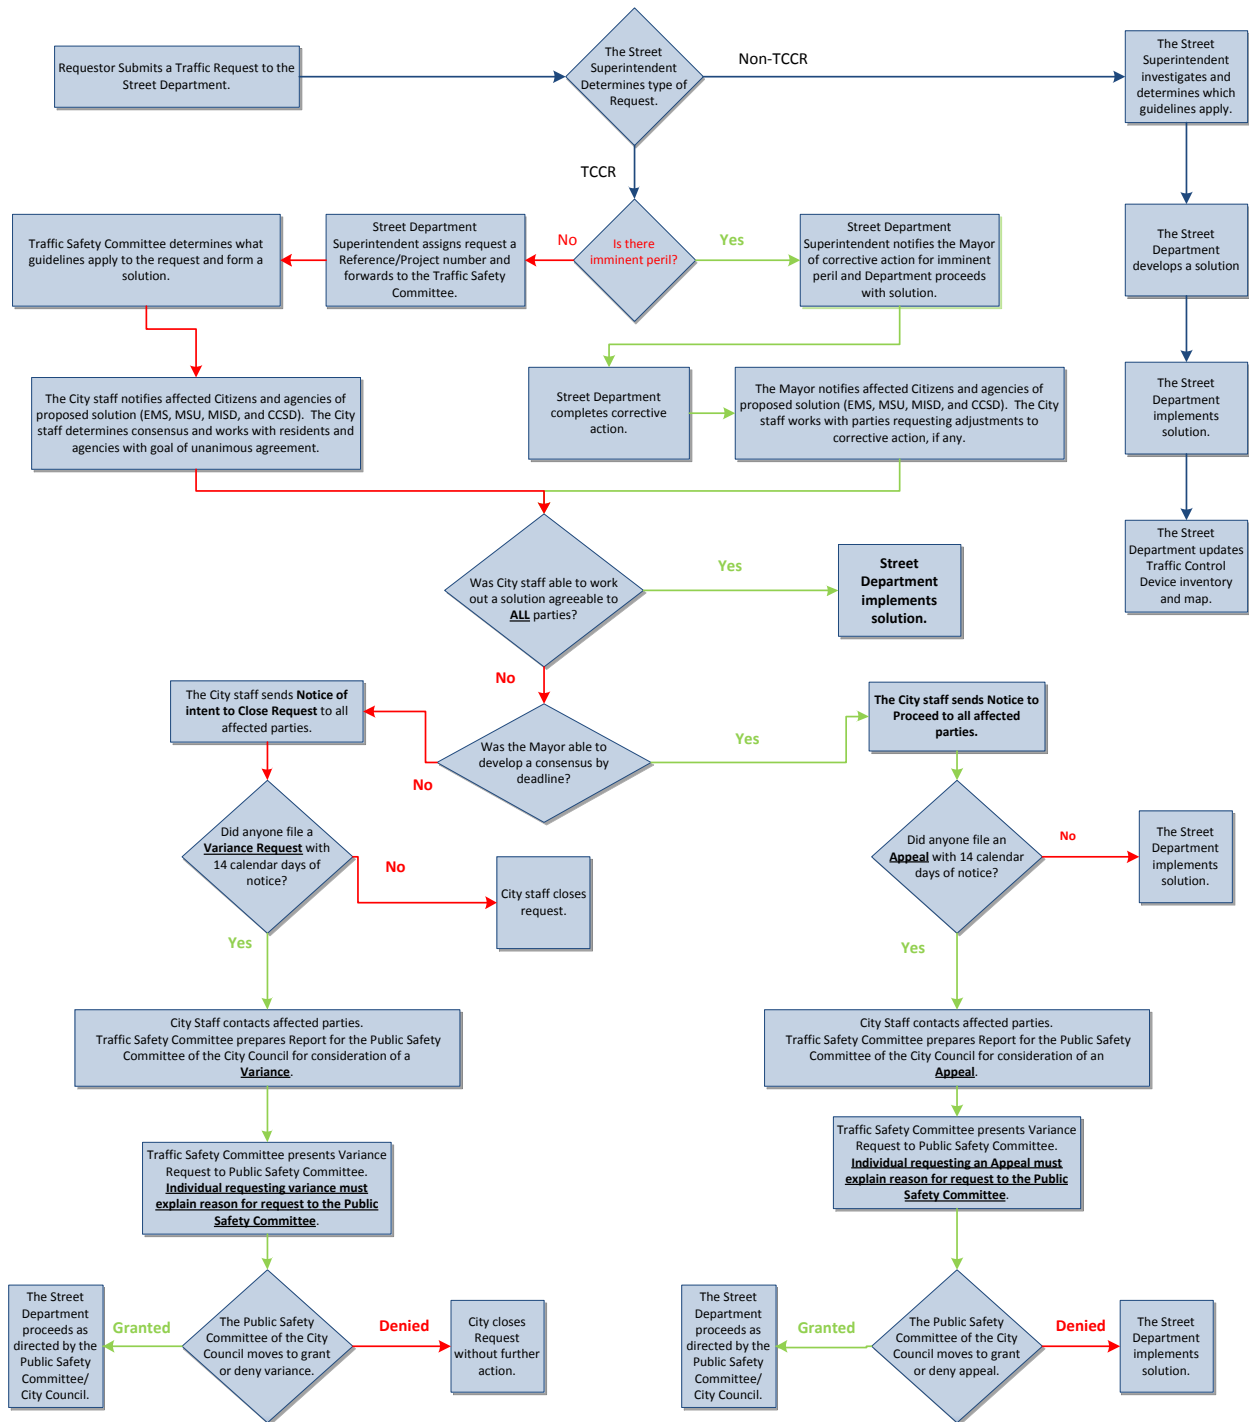 Requestor Submits a Traffic Request to the
Street Department.
The Street
Superintendent
Determines type of
Request.
Non-TCCR
The Street
Superintendent
investigates and
determines which
guidelines apply.
TCCR
Traffic Safety Committee determines what
guidelines apply to the request and form a
solution.
Street Department
Superintendent assigns request a
Reference/Project number and
forwards to the Traffic Safety
Committee.
No
Is there
imminent peril?
Yes
Street Department
Superintendent notifies the Mayor
of corrective action for imminent
peril and Department proceeds
with solution.
The Street
Department
develops a solution
The City staff notifies affected Citizens and agencies of
proposed solution (EMS, MSU, MISD, and CCSD). The City
staff determines consensus and works with residents and
agencies with goal of unanimous agreement.
Street Department
completes corrective
action.
The Mayor notifies affected Citizens and agencies of
proposed solution (EMS, MSU, MISD, and CCSD). The City
staff works with parties requesting adjustments to
corrective action, if any.
The Street
Department
implements
solution.
Was City staff able to work
out a solution agreeable to
ALL parties?
Yes
Street
Department
implements
solution.
The Street
Department updates
Traffic Control
Device inventory
and map.
No
The City staff sends Notice of
intent to Close Request to all
affected parties.
No
Was the Mayor able to
develop a consensus by
deadline?
Yes
The City staff sends Notice to
Proceed to all affected
parties.
Did anyone file a
Variance Request with
14 calendar days of
notice?
No
City staff closes
request.
Did anyone file an
Appeal with 14 calendar
days of notice?
No
The Street
Department
implements
solution.
Yes
Yes
City Staff contacts affected parties.
Traffic Safety Committee prepares Report for the Public Safety
Committee of the City Council for consideration of a
Variance.
City Staff contacts affected parties.
Traffic Safety Committee prepares Report for the Public Safety
Committee of the City Council for consideration of an
Appeal.
Traffic Safety Committee presents Variance
Request to Public Safety Committee.
Individual requesting variance must
explain reason for request to the Public
Safety Committee.
Traffic Safety Committee presents Variance
Request to Public Safety Committee.
Individual requesting an Appeal must
explain reason for request to the Public
Safety Committee.
The Street
Department
proceeds as
directed by the
Public Safety
Committee/
City Council.
Granted
The Public Safety
Committee of the City
Council moves to grant
or deny variance.
Denied
City closes
Request
without further
action.
The Street
Department
proceeds as
directed by the
Public Safety
Committee/
City Council.
Granted
The Public Safety
Committee of the City
Council moves to grant
or deny appeal.
Denied
The Street
Department
implements
solution.